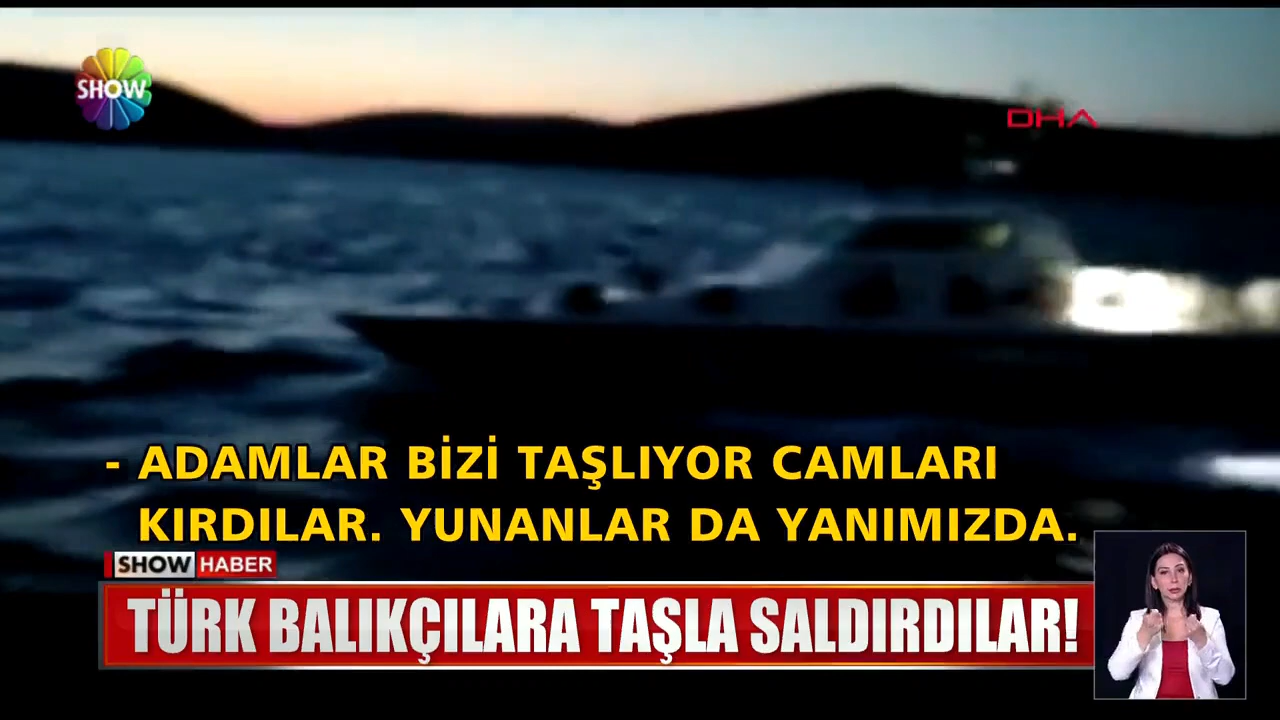 SHOW
DHA
- ADAMLAR BİZİ TAŞLIYOR CAMLARI
KIRDILAR. YUNANLAR DA YANIMIZDA.
SHOW HABER
TÜRK BALIKÇILARA TAŞLA SALDIRDILAR!